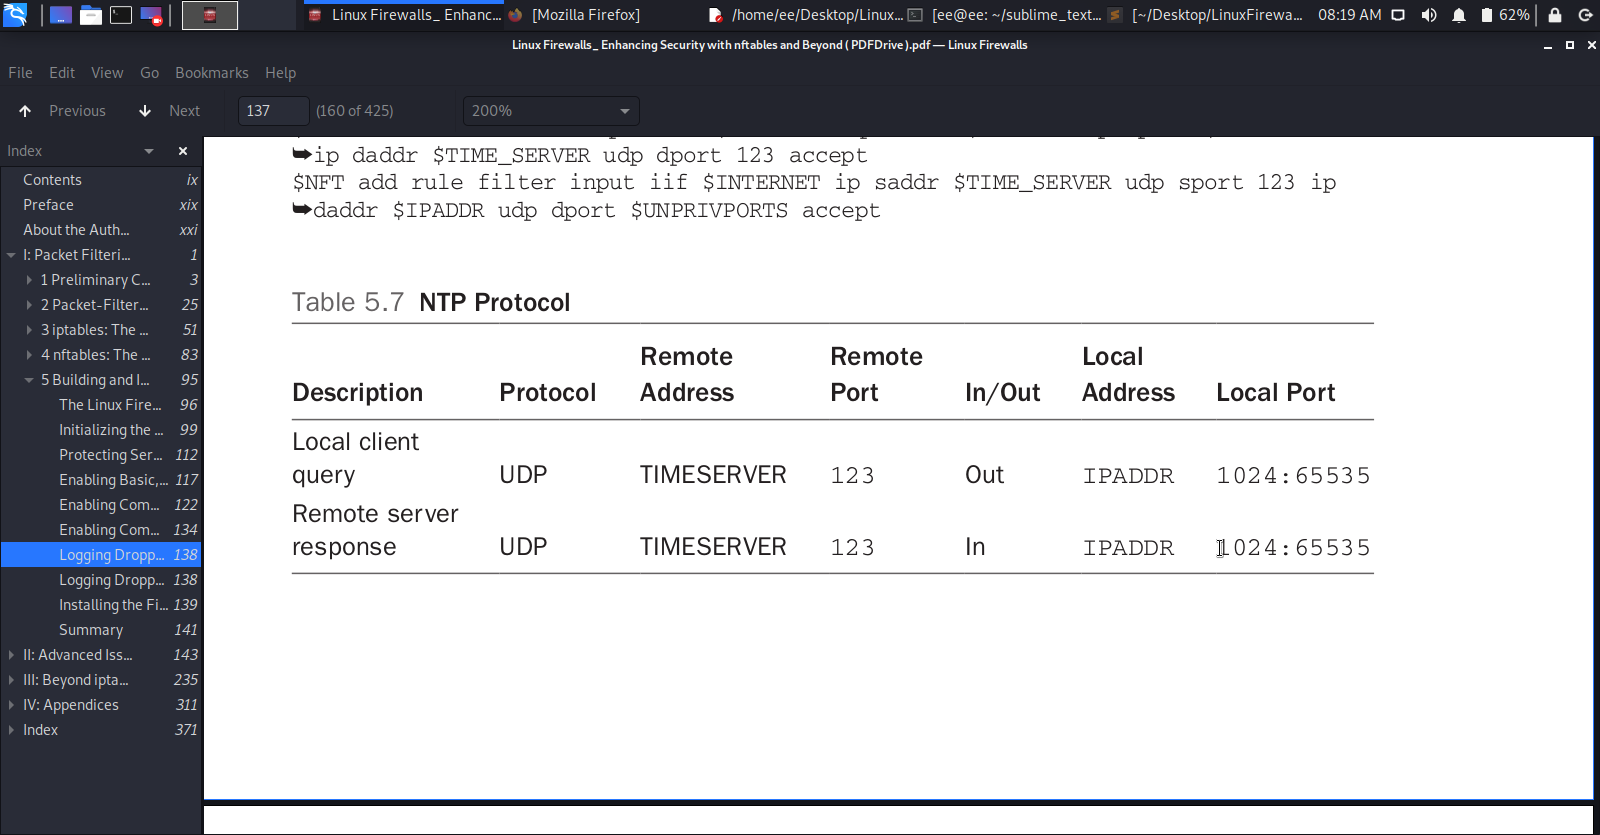 Linux Firewalls_ Enhanc...
[Mozilla Firefox]
/home/ee/Desktop/Linux...
[ee@ee: ~/sublime_text...
[~/Desktop/LinuxFirewa...
08:19 AM
62%
Linux Firewalls_ Enhancing Security with nftables and Beyond ( PDFDrive ).pdf — Linux Firewalls
File Edit View Go Bookmarks Help
Previous Next 137 (160 of 425) 200%
Index
Contents ix
Preface xix
About the Auth... xxi
I: Packet Filteri... 1
1 Preliminary C... 3
2 Packet-Filter... 25
3 iptables: The ... 51
4 nftables: The ... 83
5 Building and I... 95
The Linux Fire... 96
Initializing the ... 99
Protecting Ser... 112
Enabling Basic,... 117
Enabling Com... 122
Enabling Com... 134
Logging Dropp... 138
Logging Dropp... 138
Installing the Fi... 139
Summary 141
II: Advanced Iss... 143
III: Beyond ipta... 235
IV: Appendices 311
Index 371
➥ip daddr $TIME_SERVER udp dport 123 accept
$NFT add rule filter input iif $INTERNET ip saddr $TIME_SERVER udp sport 123 ip
➥daddr $IPADDR udp dport $UNPRIVPORTS accept
Table 5.7 NTP Protocol
Remote Remote Local
Description Protocol Address Port In/Out Address Local Port
Local client
query UDP TIMESERVER 123 Out IPADDR 1024:65535
Remote server
response UDP TIMESERVER 123 In IPADDR 1024:65535